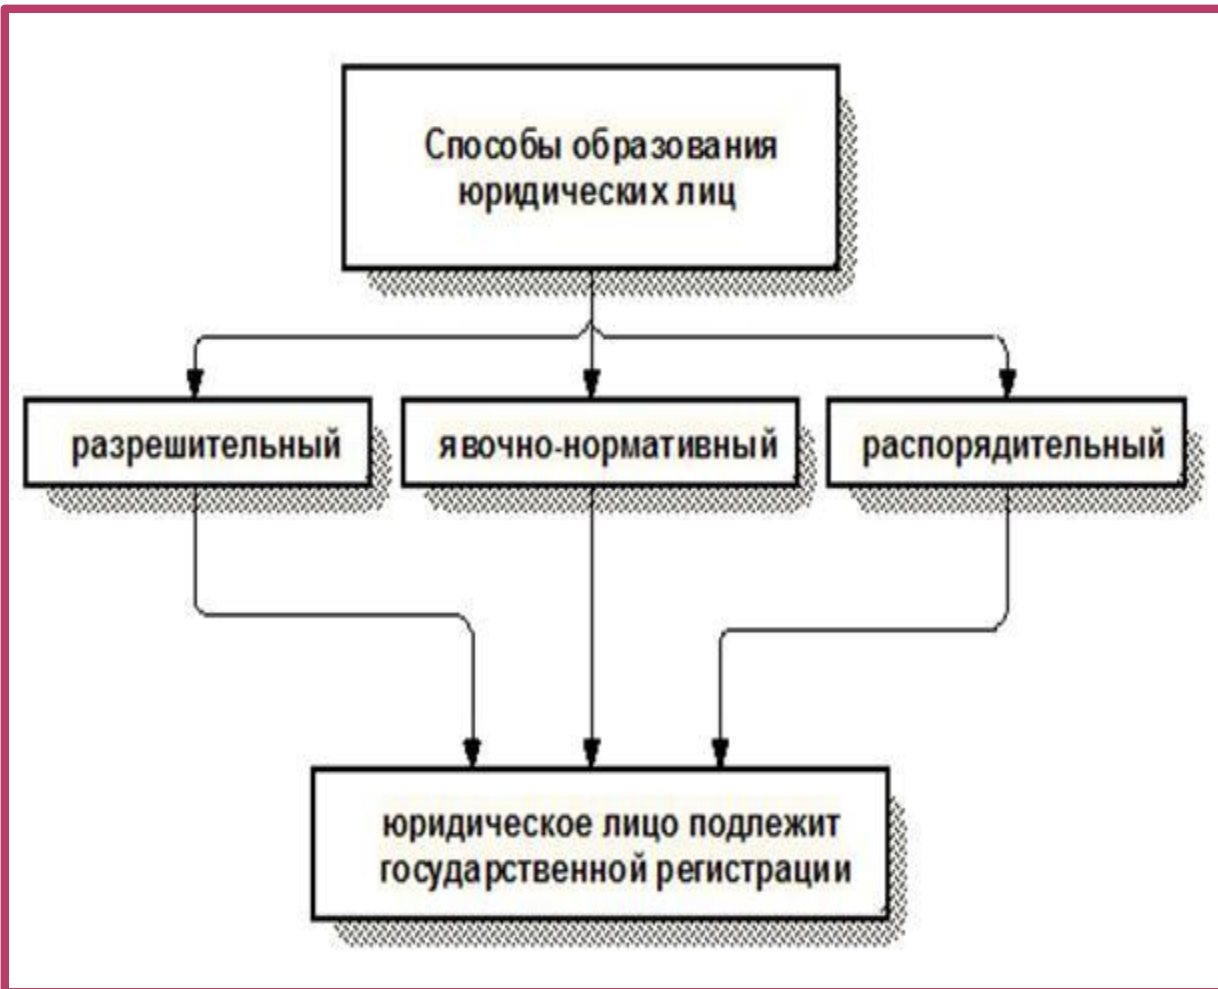 Способы образования
юридических лиц
разрешительный
явочно-нормативный
распорядительный
юридическое лицо подлежит
государственной регистрации